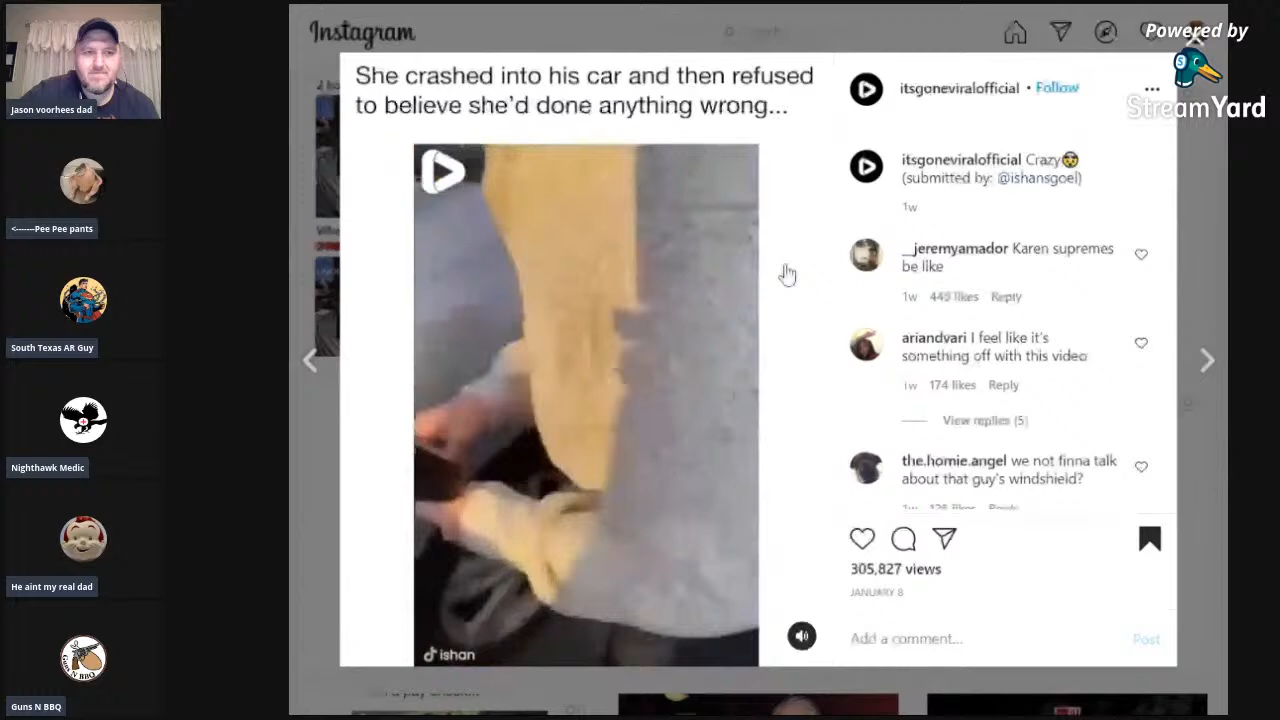 Jason voorhees dad
<------Pee Pee pants
South Texas AR Guy
Nighthawk Medic
He aint my real dad
Guns N BBQ
Instagram
Powered by
StreamYard
She crashed into his car and then refused
to believe she'd done anything wrong...
ishan
itsgoneviralofficial • Follow
itsgoneviralofficial Crazy🤯
(submitted by: @ishansgoel)
1w
__jeremyamador Karen supremes
be like
1w 449 likes Reply
ariandvari I feel like it's
something off with this video
1w 174 likes Reply
View replies (5)
the.homie.angel we not finna talk
about that guy's windshield?
305,827 views
JANUARY 8
Add a comment... Post